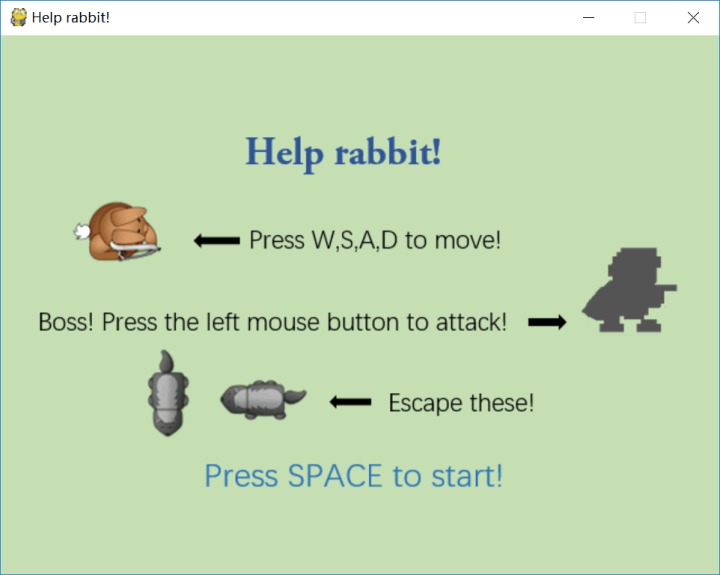 Help rabbit!
Help rabbit!
Press W,S,A,D to move!
Boss! Press the left mouse button to attack!
Escape these!
Press SPACE to start!